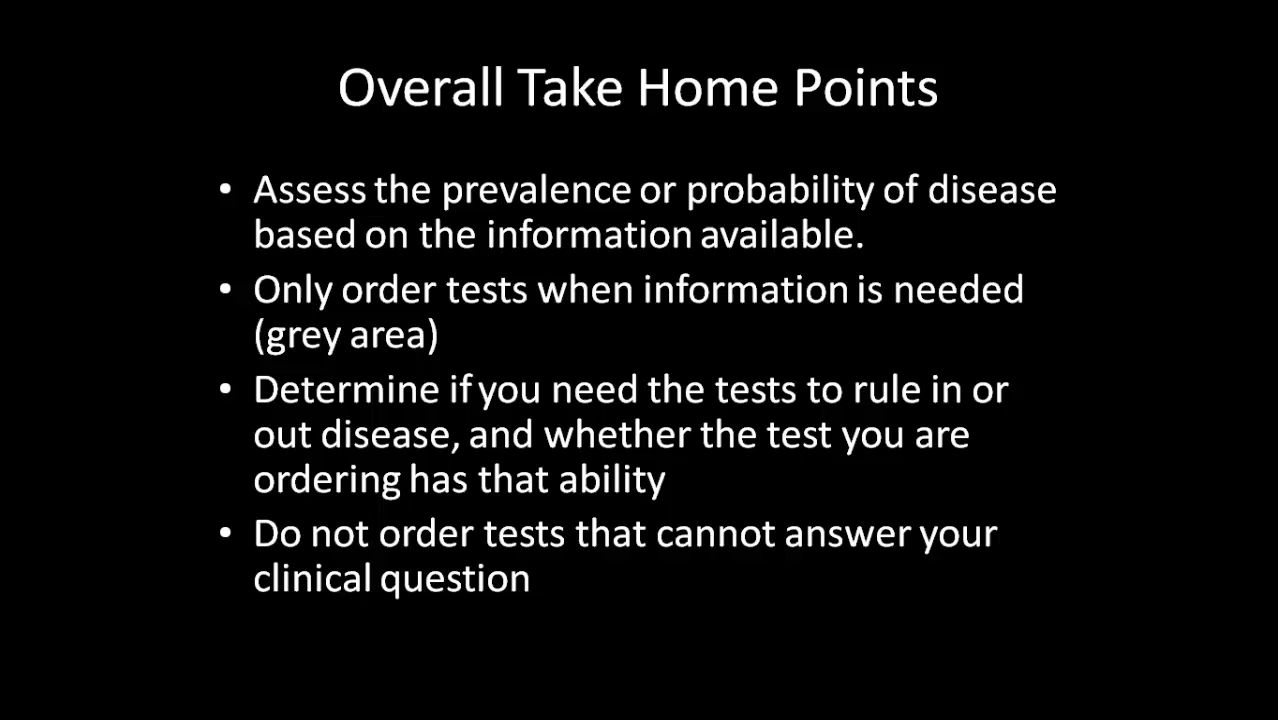 Overall Take Home Points
• Assess the prevalence or probability of disease
based on the information available.
• Only order tests when information is needed
(grey area)
• Determine if you need the tests to rule in or
out disease, and whether the test you are
ordering has that ability
• Do not order tests that cannot answer your
clinical question